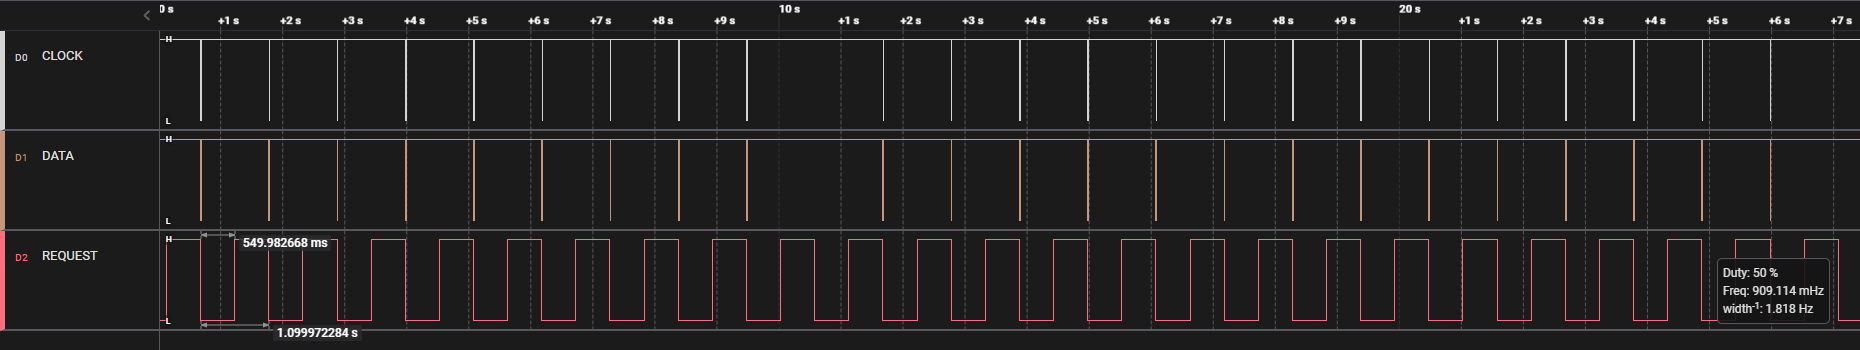 0 s 10 s 20 s
+1 s +2 s +3 s +4 s +5 s +6 s +7 s +8 s +9 s +1 s +2 s +3 s +4 s +5 s +6 s +7 s +8 s +9 s +1 s +2 s +3 s +4 s +5 s +6 s +7 s
H
D0 CLOCK
L
H
D1 DATA
L
H
549.982668 ms
D2 REQUEST
Duty: 50 %
Freq: 909.114 mHz
width⁻¹: 1.818 Hz
L
1.099972284 s